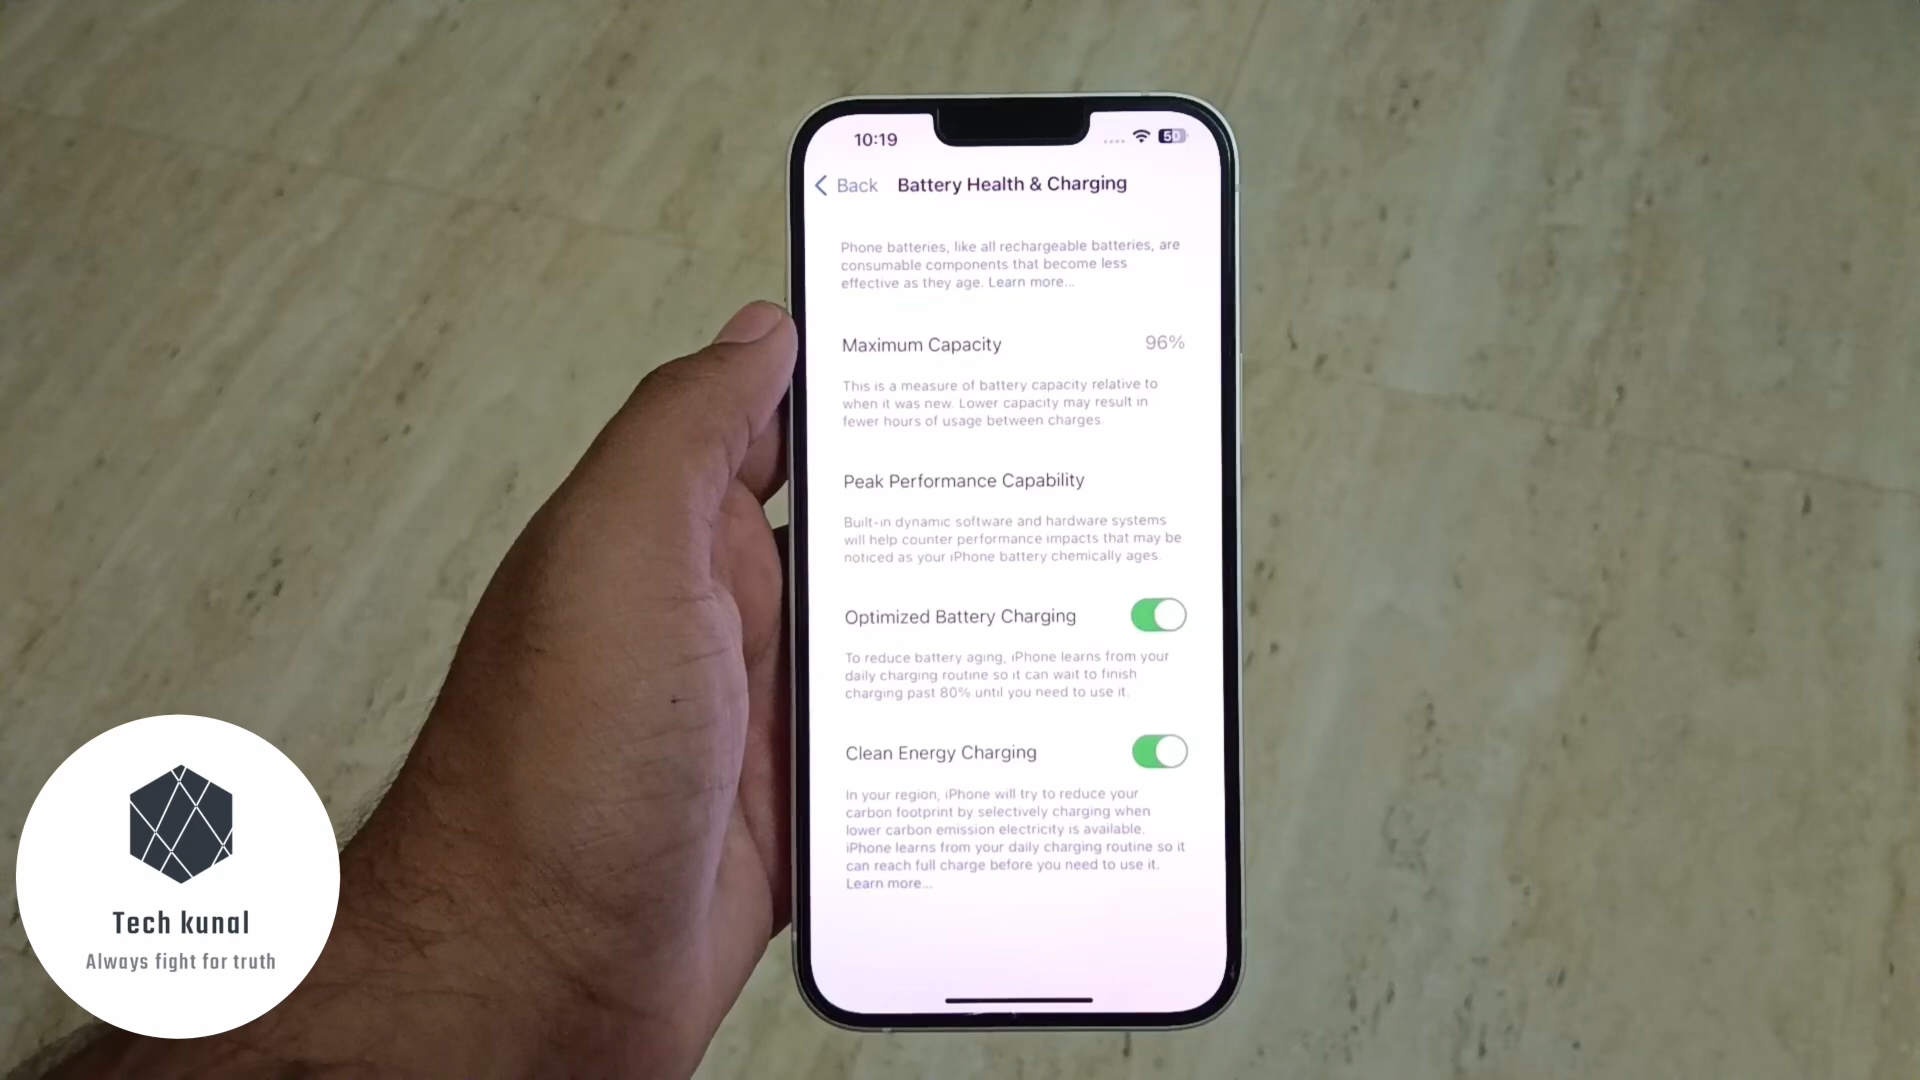 10:19
50
Back
Battery Health & Charging
Phone batteries, like all rechargeable batteries, are
consumable components that become less
effective as they age. Learn more...
Maximum Capacity 96%
This is a measure of battery capacity relative to
when it was new. Lower capacity may result in
fewer hours of usage between charges.
Peak Performance Capability
Built-in dynamic software and hardware systems
will help counter performance impacts that may be
noticed as your iPhone battery chemically ages.
Optimized Battery Charging
To reduce battery aging, iPhone learns from your
daily charging routine so it can wait to finish
charging past 80% until you need to use it.
Clean Energy Charging
In your region, iPhone will try to reduce your
carbon footprint by selectively charging when
lower carbon emission electricity is available.
iPhone learns from your daily charging routine so it
can reach full charge before you need to use it.
Learn more...
Tech kunal
Always fight for truth